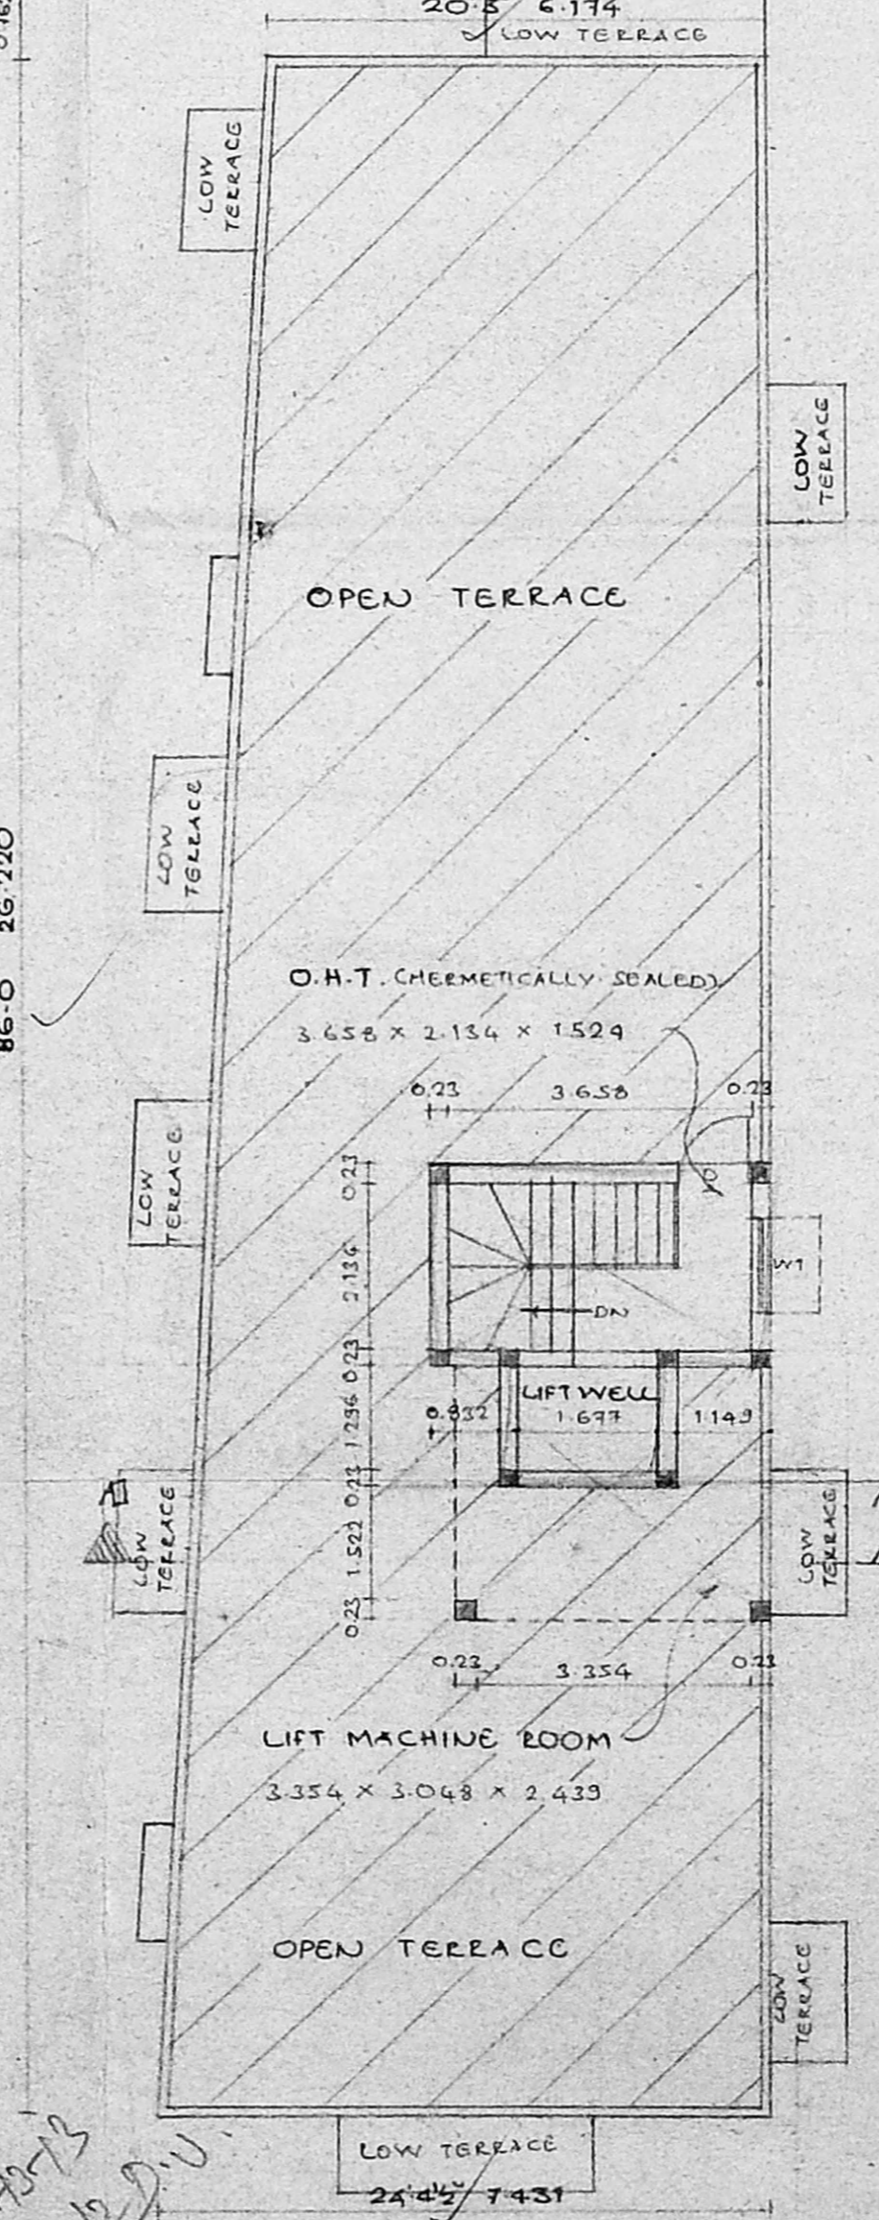 20.5 6.174
LOW TERRACE
LOW
TERRACE
LOW
TERRACE
OPEN TERRACE
LOW
TERRACE
86-0 26.220
O.H.T. (HERMETICALLY SEALED)
3.658 × 2.134 × 1.524
0.23 3.658 0.23
LOW
TERRACE
0.23
2.136
W1
DN
0.23
LIFT WELL
0.832 1.677 1.149
1.296
0.23
A
LOW
TERRACE
LOW
TERRACE
1.522
0.23
0.23 3.354 0.23
LIFT MACHINE ROOM
3.354 × 3.048 × 2.439
OPEN TERRACE
LOW
TERRACE
LOW TERRACE
24'4½" 7.431